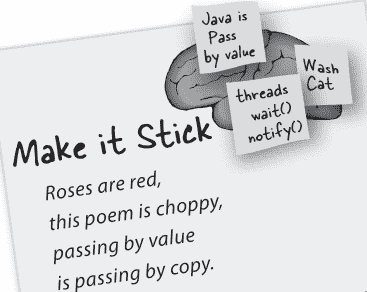 Java is
Pass
by value
Wash
Cat
threads
wait()
notify()
Make it Stick
Roses are red,
this poem is choppy,
passing by value
is passing by copy.